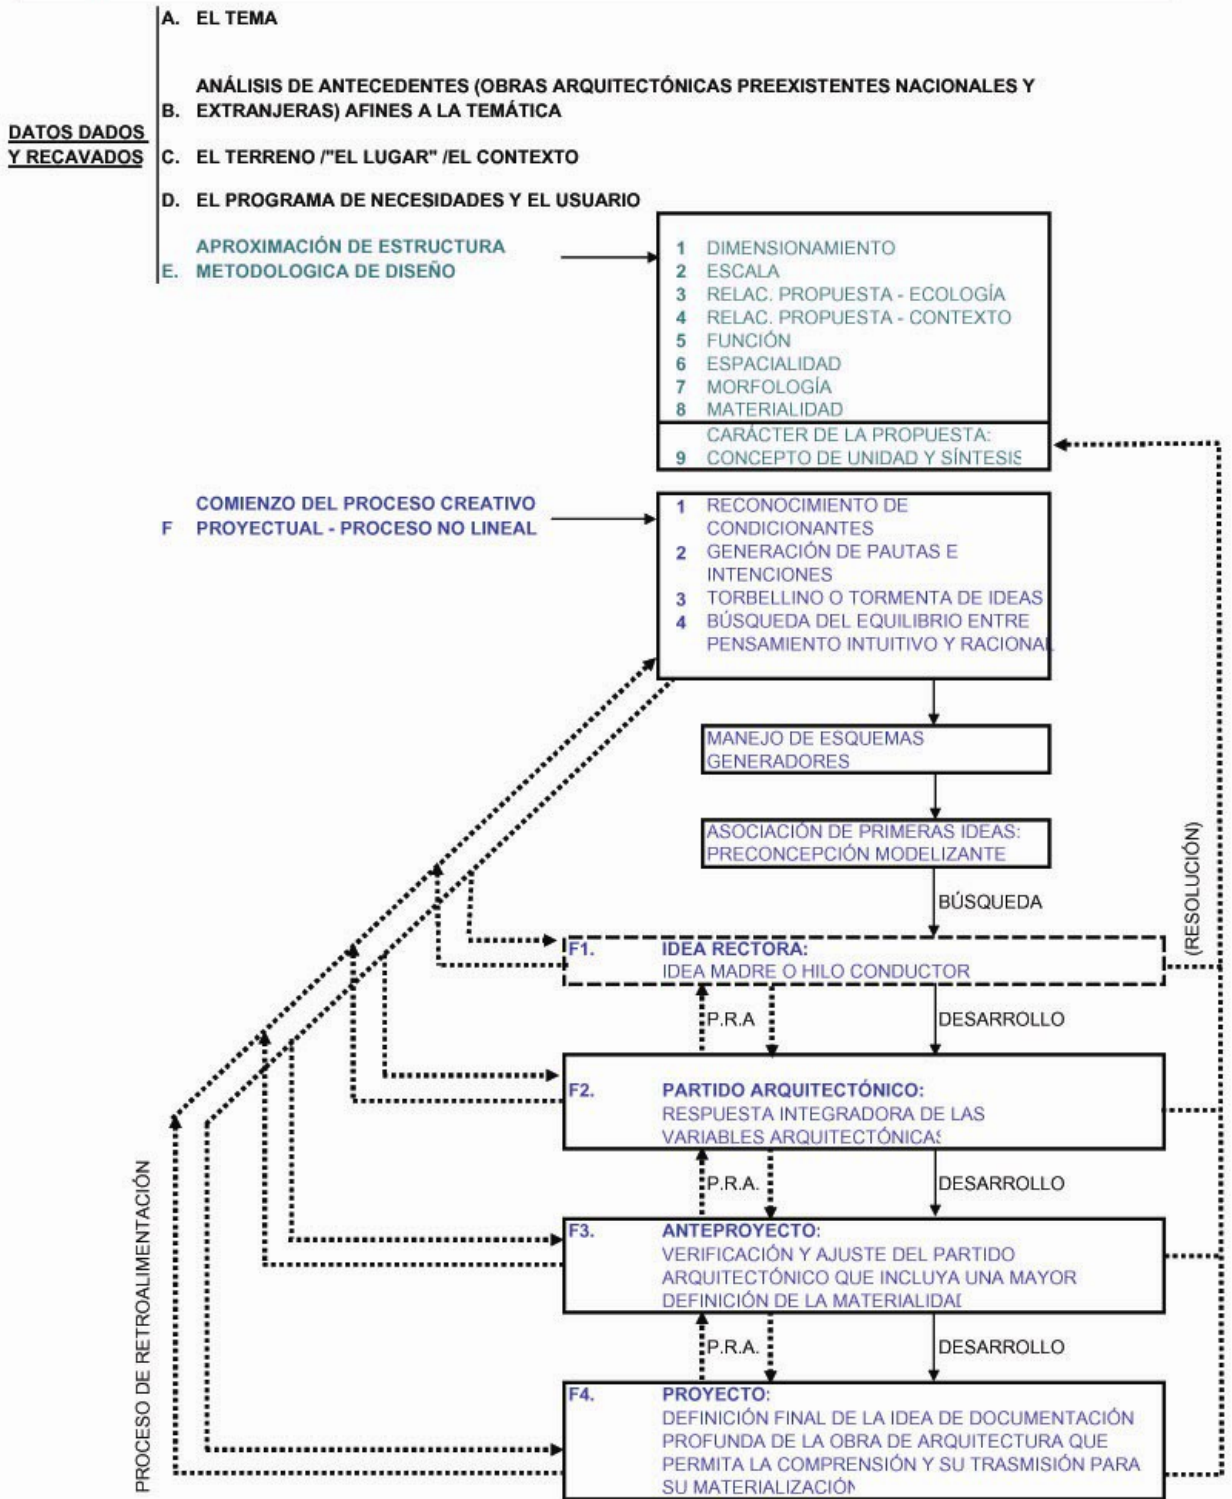 A. EL TEMA
ANÁLISIS DE ANTECEDENTES (OBRAS ARQUITECTÓNICAS PREEXISTENTES NACIONALES Y
B. EXTRANJERAS) AFINES A LA TEMÁTICA
DATOS DADOS
Y RECAVADOS
C. EL TERRENO /"EL LUGAR" /EL CONTEXTO
D. EL PROGRAMA DE NECESIDADES Y EL USUARIO
APROXIMACIÓN DE ESTRUCTURA
E. METODOLOGICA DE DISEÑO
1 DIMENSIONAMIENTO
2 ESCALA
3 RELAC. PROPUESTA - ECOLOGÍA
4 RELAC. PROPUESTA - CONTEXTO
5 FUNCIÓN
6 ESPACIALIDAD
7 MORFOLOGÍA
8 MATERIALIDAD
CARÁCTER DE LA PROPUESTA:
9 CONCEPTO DE UNIDAD Y SÍNTESIS
COMIENZO DEL PROCESO CREATIVO
F PROYECTUAL - PROCESO NO LINEAL
1 RECONOCIMIENTO DE
CONDICIONANTES
2 GENERACIÓN DE PAUTAS E
INTENCIONES
3 TORBELLINO O TORMENTA DE IDEAS
4 BÚSQUEDA DEL EQUILIBRIO ENTRE
PENSAMIENTO INTUITIVO Y RACIONAL
MANEJO DE ESQUEMAS
GENERADORES
ASOCIACIÓN DE PRIMERAS IDEAS:
PRECONCEPCIÓN MODELIZANTE
BÚSQUEDA
(RESOLUCIÓN)
F1. IDEA RECTORA:
IDEA MADRE O HILO CONDUCTOR
P.R.A
DESARROLLO
F2. PARTIDO ARQUITECTÓNICO:
RESPUESTA INTEGRADORA DE LAS
VARIABLES ARQUITECTÓNICAS
P.R.A.
DESARROLLO
F3. ANTEPROYECTO:
VERIFICACIÓN Y AJUSTE DEL PARTIDO
ARQUITECTÓNICO QUE INCLUYA UNA MAYOR
DEFINICIÓN DE LA MATERIALIDAD
P.R.A.
DESARROLLO
F4. PROYECTO:
DEFINICIÓN FINAL DE LA IDEA DE DOCUMENTACIÓN
PROFUNDA DE LA OBRA DE ARQUITECTURA QUE
PERMITA LA COMPRENSIÓN Y SU TRASMISIÓN PARA
SU MATERIALIZACIÓN
PROCESO DE RETROALIMENTACIÓN